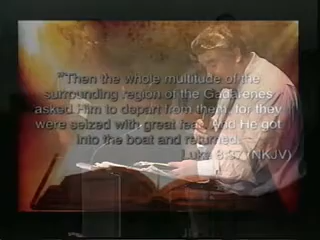 "Then the whole multitude of the
surrounding region of the Gadarenes
asked Him to depart from them, for they
were seized with great fear. And He got
into the boat and returned.
Luke 8:37 (NKJV)